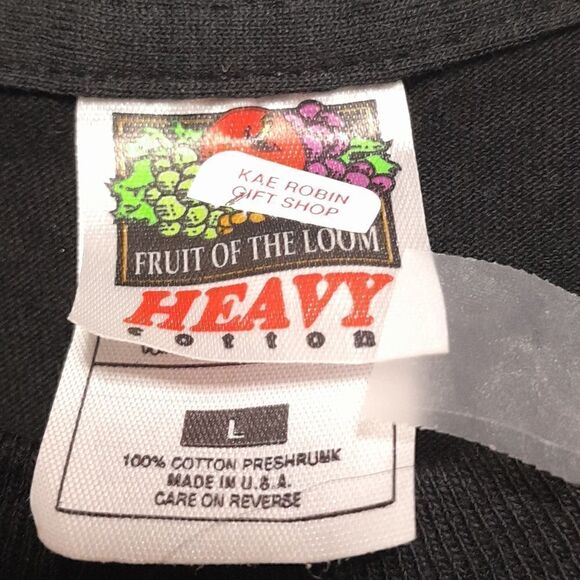 KAE ROBIN
GIFT SHOP
FRUIT OF THE LOOM
HEAVY
cotton
L
100% COTTON PRESHRUNK
MADE IN U.S.A.
CARE ON REVERSE